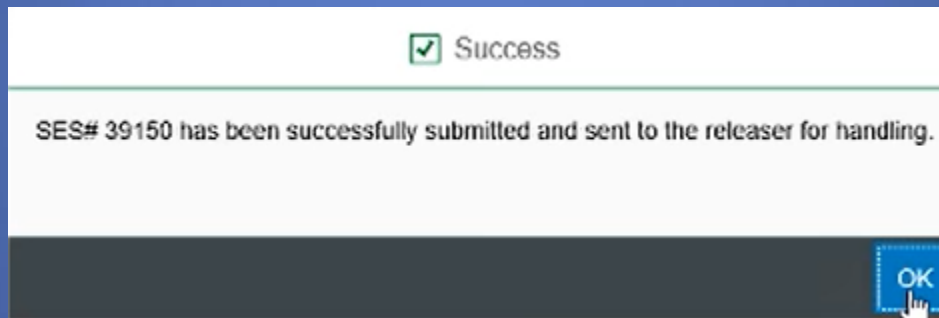 Success
SES# 39150 has been successfully submitted and sent to the releaser for handling.
OK